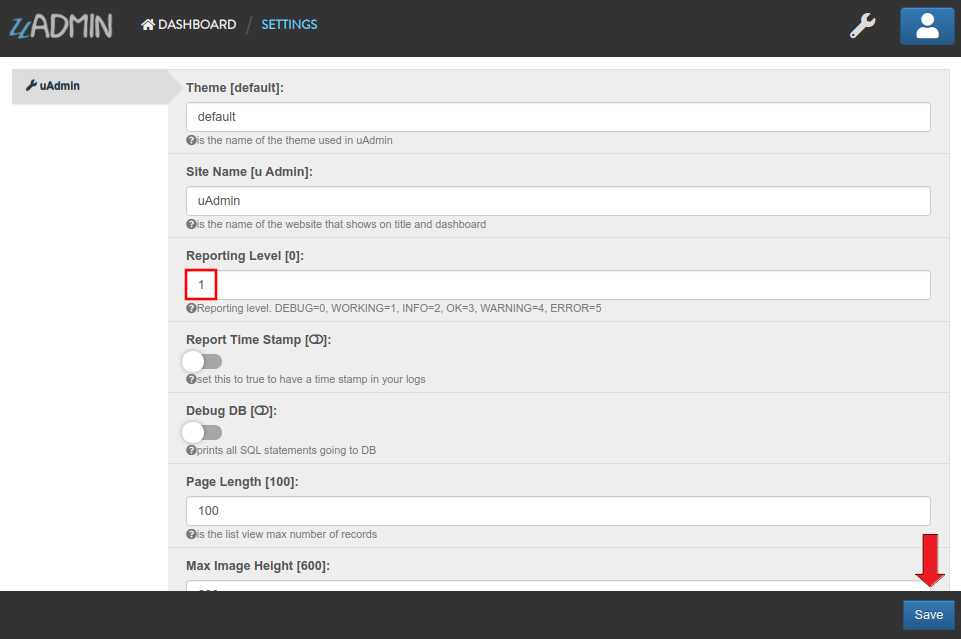 uADMIN
DASHBOARD / SETTINGS
uAdmin
Theme [default]:
default
is the name of the theme used in uAdmin
Site Name [u Admin]:
uAdmin
is the name of the website that shows on title and dashboard
Reporting Level [0]:
1
Reporting level. DEBUG=0, WORKING=1, INFO=2, OK=3, WARNING=4, ERROR=5
Report Time Stamp []:
set this to true to have a time stamp in your logs
Debug DB []:
prints all SQL statements going to DB
Page Length [100]:
100
is the list view max number of records
Max Image Height [600]:
Save